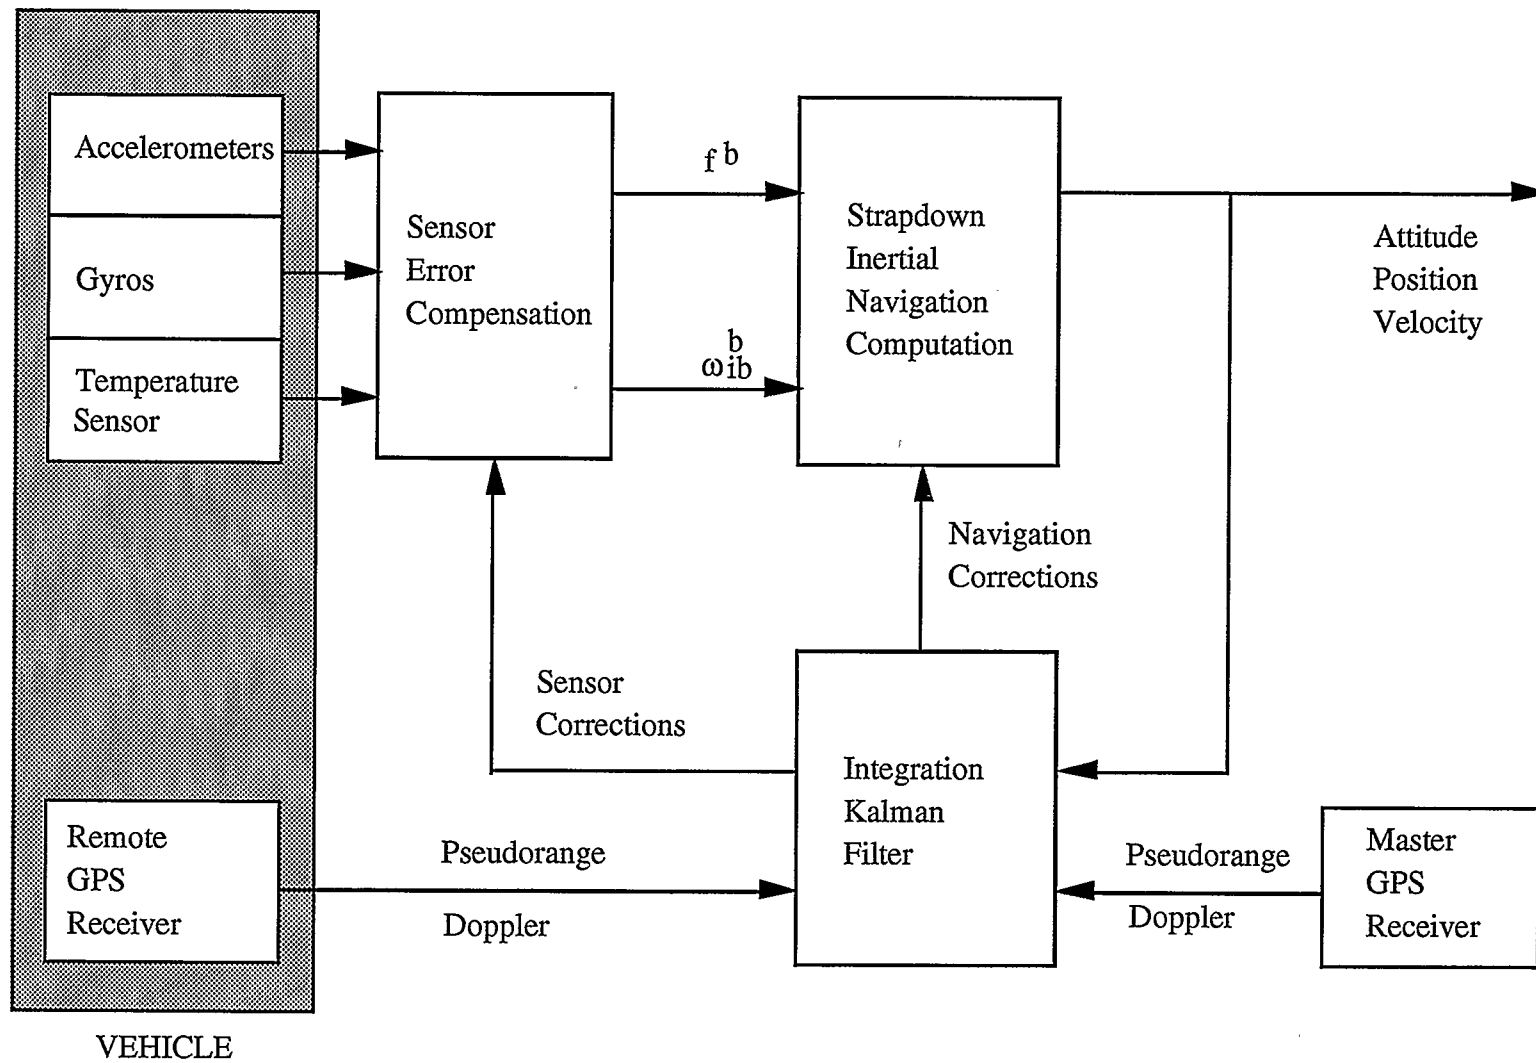 Accelerometers
Gyros
Temperature
Sensor
Sensor
Error
Compensation
f b
b
ω ib
Strapdown
Inertial
Navigation
Computation
Attitude
Position
Velocity
Navigation
Corrections
Sensor
Corrections
Integration
Kalman
Filter
Remote
GPS
Receiver
Pseudorange
Doppler
Pseudorange
Doppler
Master
GPS
Receiver
VEHICLE